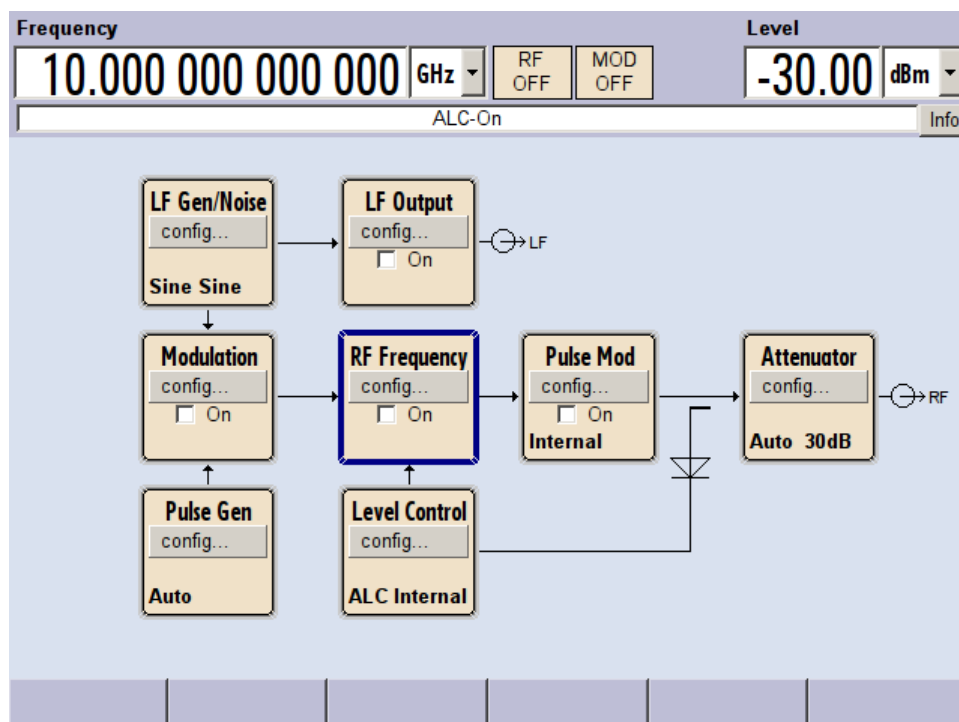 Frequency
Level
10.000 000 000 000
GHz
RF
OFF
MOD
OFF
-30.00
dBm
ALC-On
Info
LF Gen/Noise
config...
Sine Sine
LF Output
config...
On
LF
Modulation
config...
On
RF Frequency
config...
On
Pulse Mod
config...
On
Internal
Attenuator
config...
Auto 30dB
RF
Pulse Gen
config...
Auto
Level Control
config...
ALC Internal